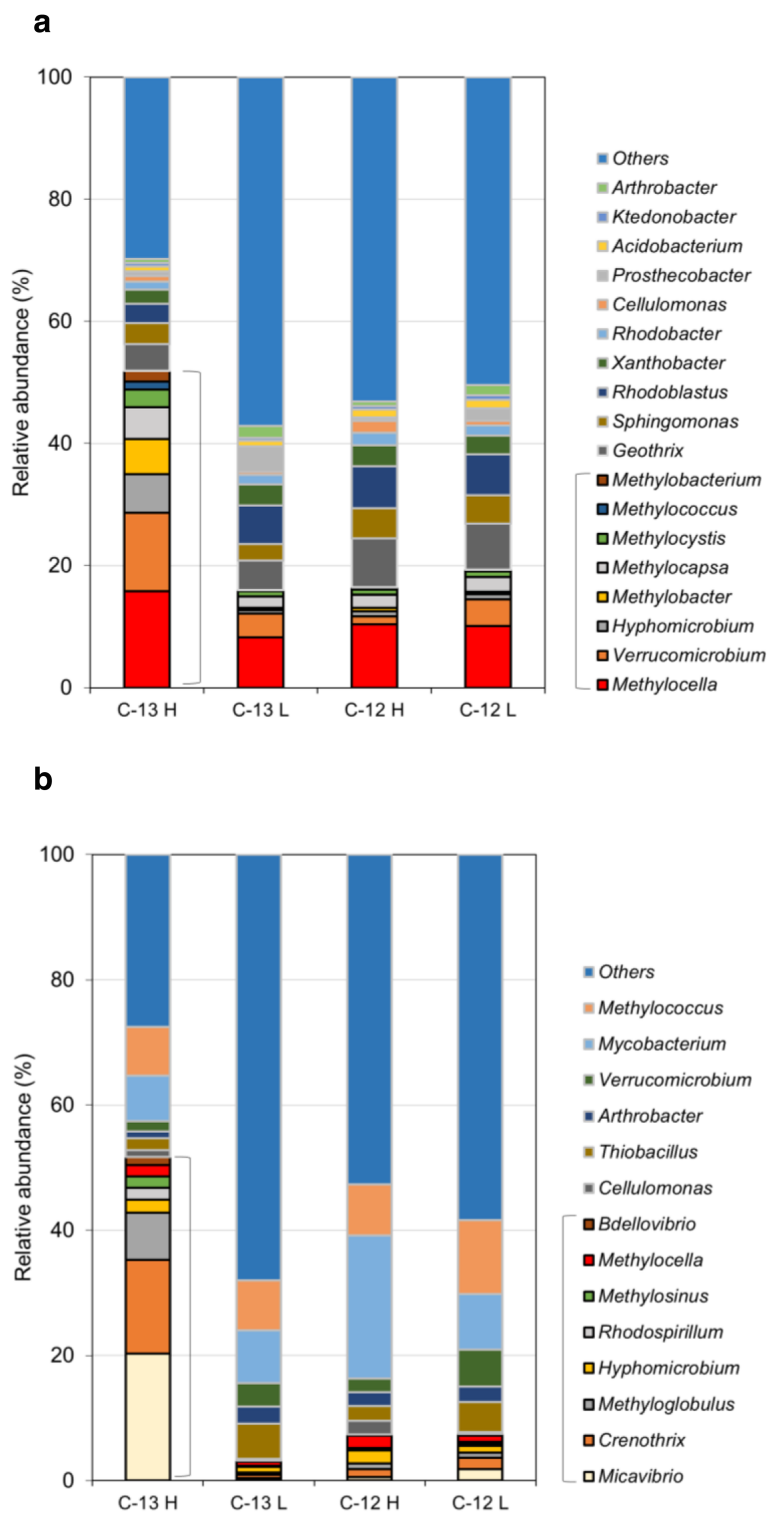 a
100
80
60
40
20
0
Relative abundance (%)
C-13 H C-13 L C-12 H C-12 L
Others
Arthrobacter
Ktedonobacter
Acidobacterium
Prosthecobacter
Cellulomonas
Rhodobacter
Xanthobacter
Rhodoblastus
Sphingomonas
Geothrix
Methylobacterium
Methylococcus
Methylocystis
Methylocapsa
Methylobacter
Hyphomicrobium
Verrucomicrobium
Methylocella
b
100
80
60
40
20
0
Relative abundance (%)
C-13 H C-13 L C-12 H C-12 L
Others
Methylococcus
Mycobacterium
Verrucomicrobium
Arthrobacter
Thiobacillus
Cellulomonas
Bdellovibrio
Methylocella
Methylosinus
Rhodospirillum
Hyphomicrobium
Methyloglobulus
Crenothrix
Micavibrio